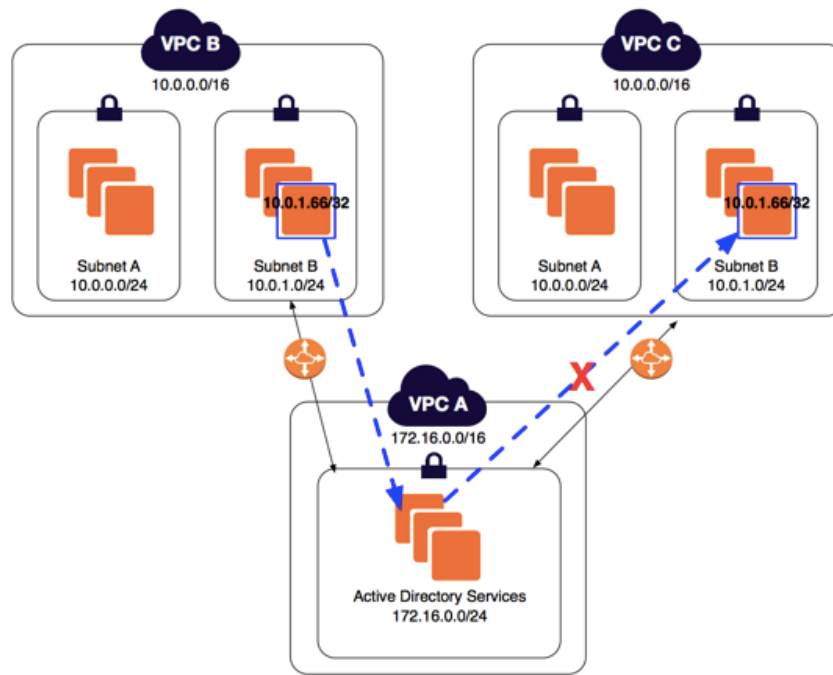 VPC B
10.0.0.0/16
10.0.1.66/32
Subnet A
10.0.0.0/24
Subnet B
10.0.1.0/24
VPC C
10.0.0.0/16
10.0.1.66/32
Subnet A
10.0.0.0/24
Subnet B
10.0.1.0/24
X
VPC A
172.16.0.0/16
Active Directory Services
172.16.0.0/24